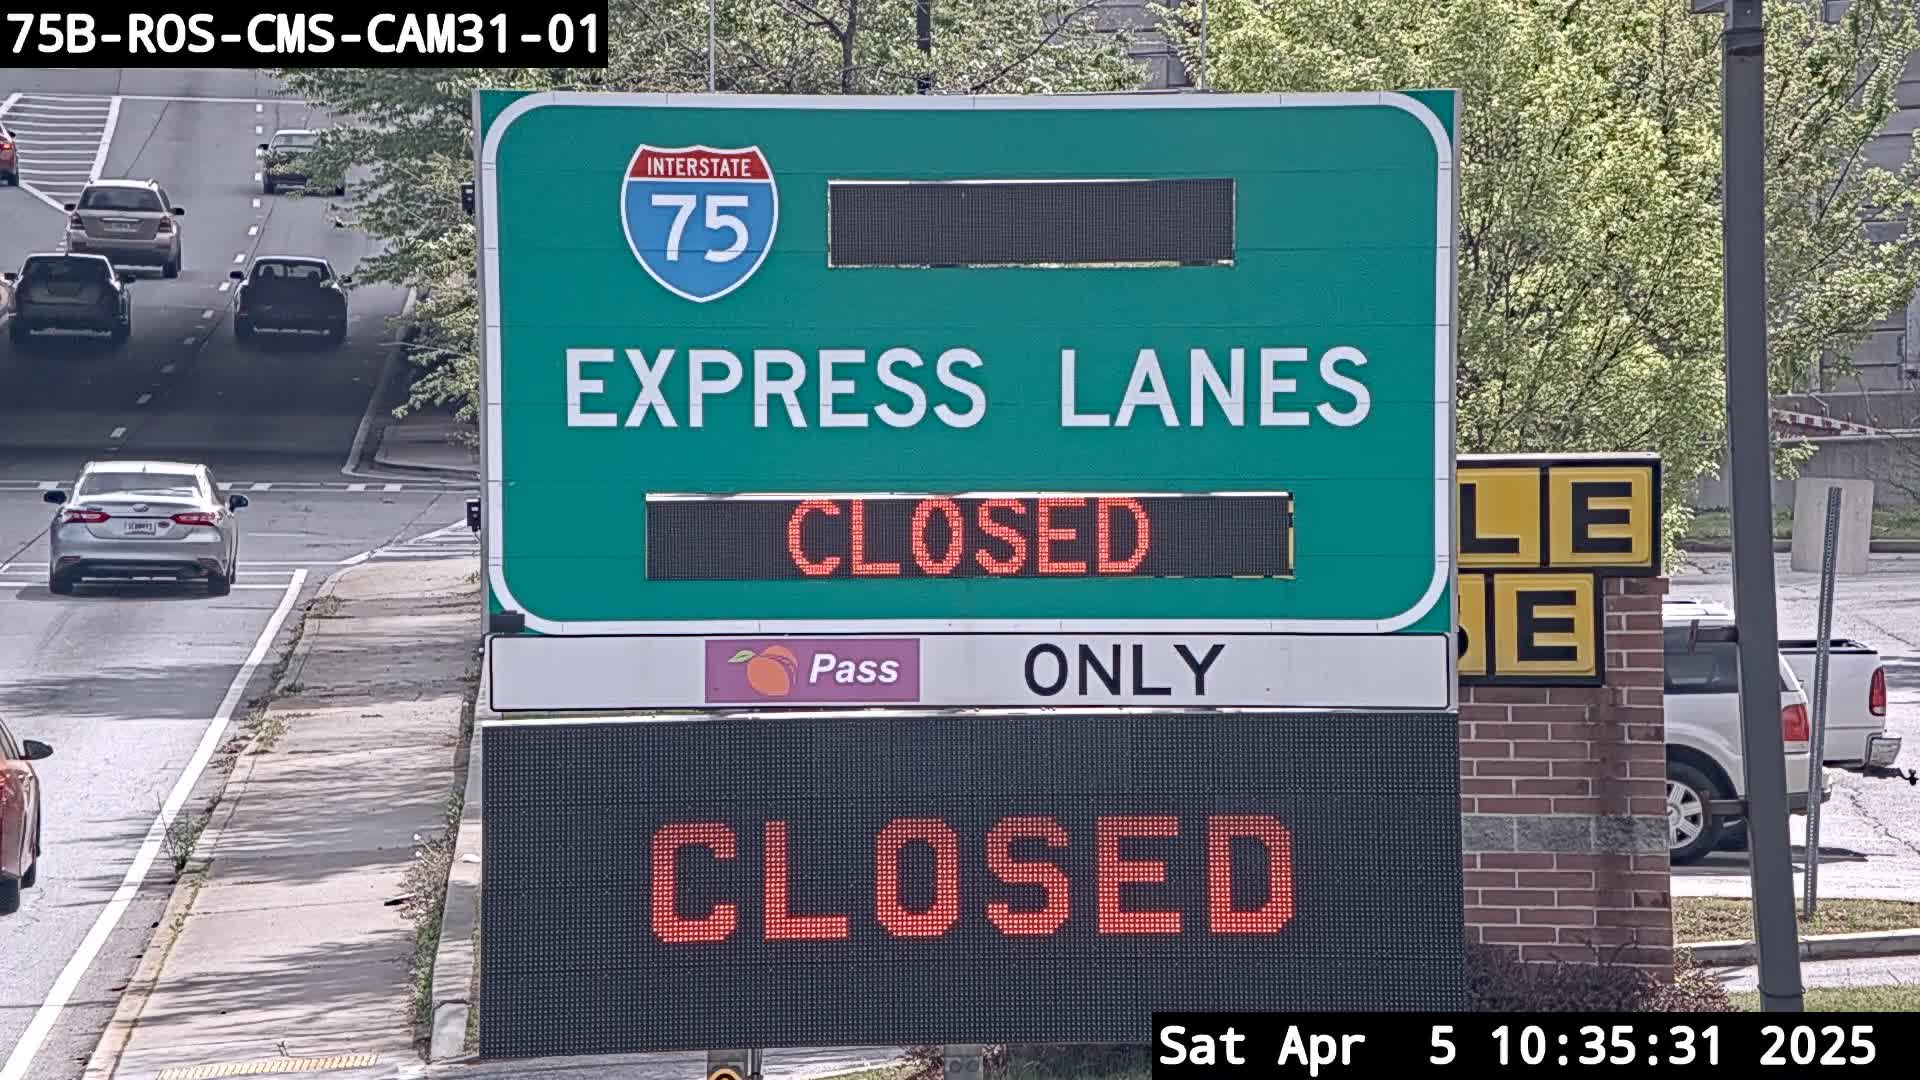 75B-ROS-CMS-CAM31-01
INTERSTATE
75
EXPRESS LANES
CLOSED
Pass ONLY
CLOSED
LE
E
Sat Apr 5 10:35:31 2025